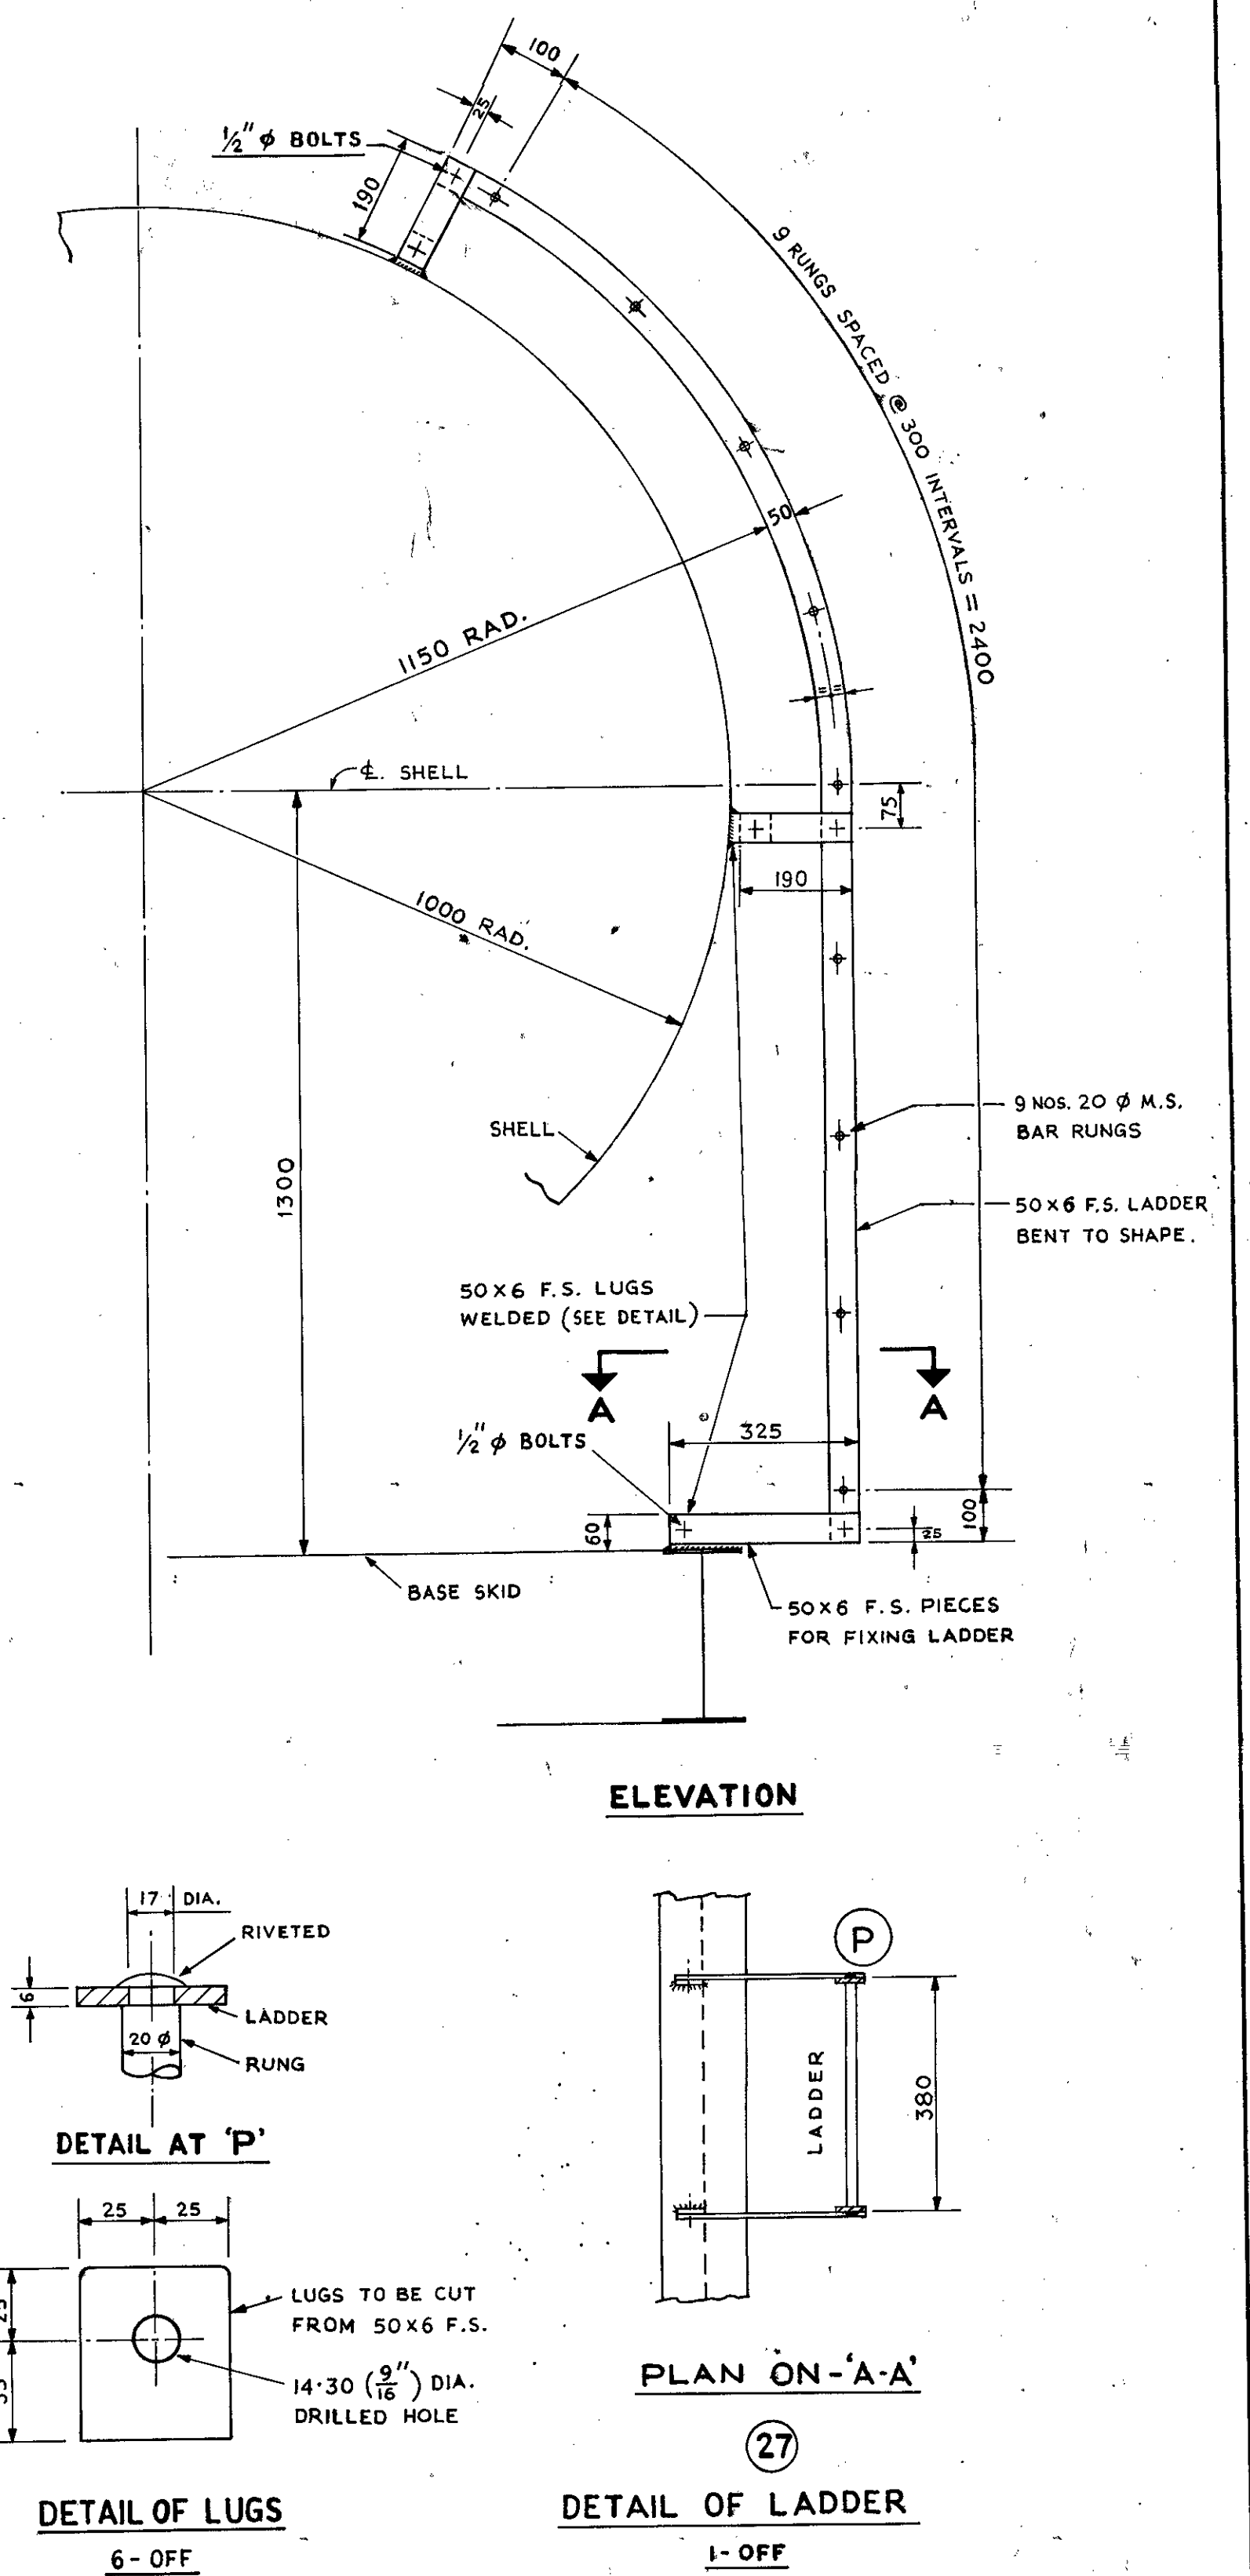 100
25
1/2" φ BOLTS
190
9 RUNGS SPACED @ 300 INTERVALS = 2400
50
1150 RAD.
= =
℄. SHELL
75
190
1000 RAD.
9 NOS. 20 φ M.S.
BAR RUNGS
SHELL
1300
50×6 F.S. LADDER
BENT TO SHAPE.
50×6 F.S. LUGS
WELDED (SEE DETAIL)
A A
325
1/2" φ BOLTS
60
25
100
BASE SKID
50×6 F.S. PIECES
FOR FIXING LADDER
ELEVATION
17 DIA.
RIVETED
6
LADDER
20 φ
RUNG
DETAIL AT 'P'
P
LADDER
380
25 25
25
LUGS TO BE CUT
FROM 50×6 F.S.
14·30 (9/16") DIA.
DRILLED HOLE
PLAN ON-'A-A'
27
DETAIL OF LUGS
6-OFF
DETAIL OF LADDER
1-OFF